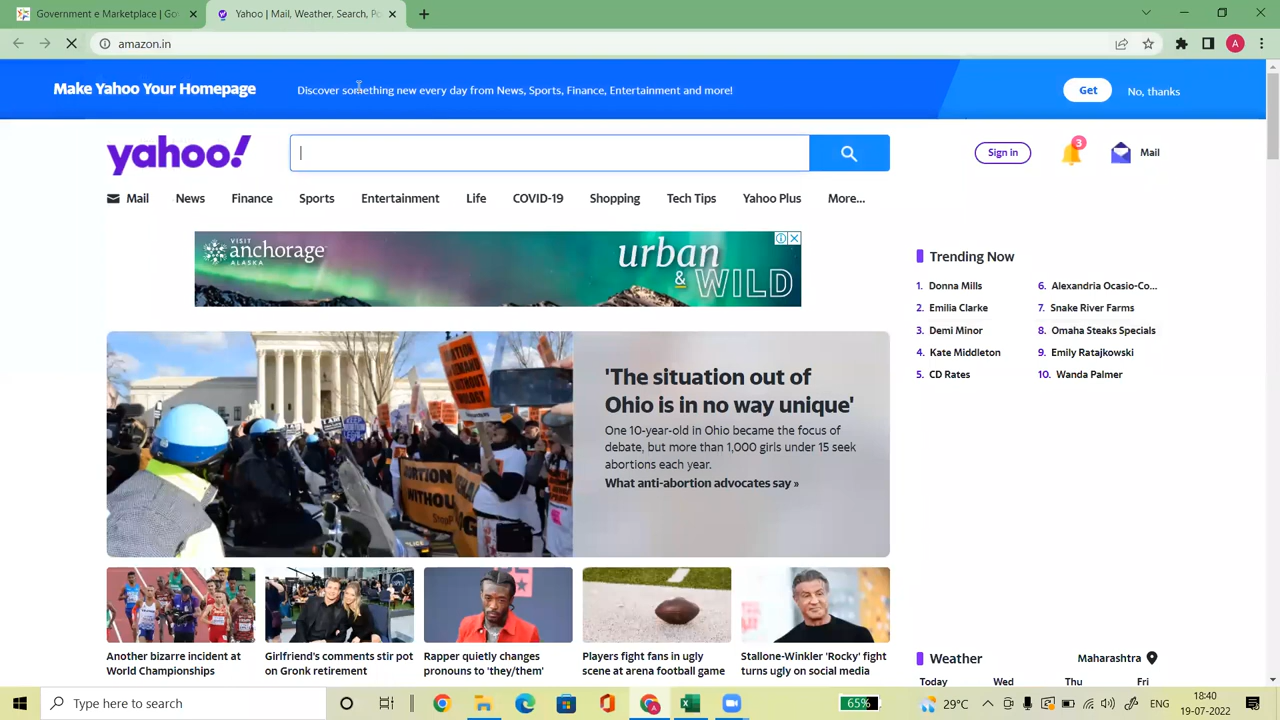 Government e Marketplace | Go
Yahoo | Mail, Weather, Search, Po
amazon.in
A
Make Yahoo Your Homepage
Discover something new every day from News, Sports, Finance, Entertainment and more!
Get
No, thanks
yahoo!
Sign in
3
Mail
Mail
News
Finance
Sports
Entertainment
Life
COVID-19
Shopping
Tech Tips
Yahoo Plus
More...
VISIT
anchorage
ALASKA
urban
& WILD
Trending Now
1. Donna Mills
2. Emilia Clarke
3. Demi Minor
4. Kate Middleton
5. CD Rates
6. Alexandria Ocasio-Co...
7. Snake River Farms
8. Omaha Steaks Specials
9. Emily Ratajkowski
10. Wanda Palmer
ABORTION
WITHOUT
'The situation out of
Ohio is in no way unique'
One 10-year-old in Ohio became the focus of
debate, but more than 1,000 girls under 15 seek
abortions each year.
What anti-abortion advocates say »
Another bizarre incident at
World Championships
Girlfriend's comments stir pot
on Gronk retirement
Rapper quietly changes
pronouns to 'they/them'
Players fight fans in ugly
scene at arena football game
Stallone-Winkler 'Rocky' fight
turns ugly on social media
Weather
Maharashtra
Today
Wed
Thu
Fri
Type here to search
65%
29°C
ENG
18:40
19-07-2022